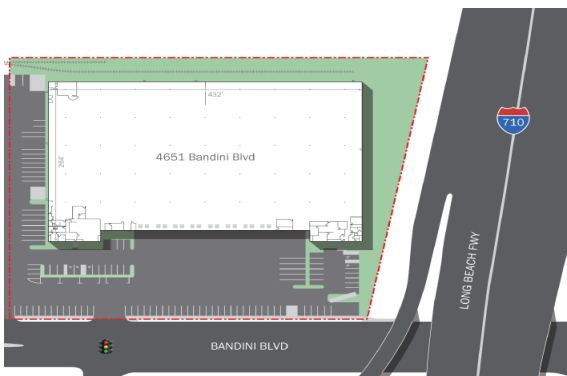 432'
710
4651 Bandini Blvd
264'
LONG BEACH FWY
BANDINI BLVD